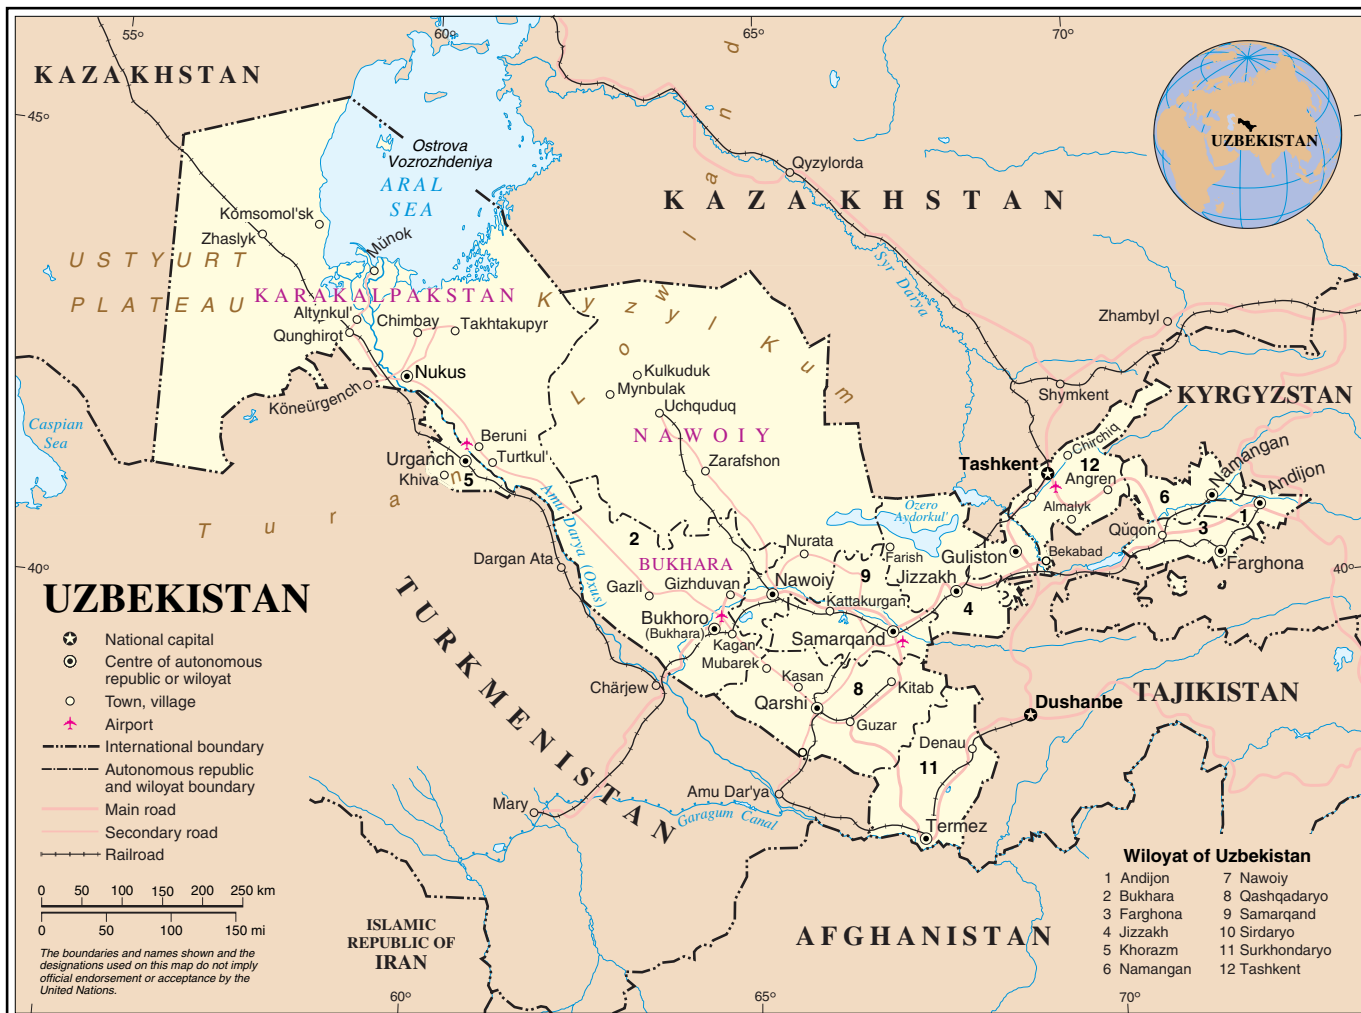 55°
60°
65°
70°
KAZAKHSTAN
45°
Ostrova
Vozrozhdeniya
ARAL
SEA
UZBEKISTAN
Qyzylorda
KAZAKHSTAN
Syr Darya
Kŏmsomol'sk
Zhaslyk
Mŭnok
USTYURT
PLATEAU
KARAKALPAKSTAN
Kyzyl Kum
Lowland
Altynkul'
Chimbay
Takhtakupyr
Qunghirot
Zhambyl
Nukus
Kulkuduk
Mynbulak
Uchquduq
Köneürgench
Shymkent
KYRGYZSTAN
Caspian
Sea
NAWOIY
Beruni
Urganch
Turtkul'
Khiva
5
Zarafshon
Chirchiq
Tashkent
12
Angren
Namangan
Andijon
6
Almalyk
1
3
Turan
Amu Darya (Oxus)
Ozero
Aydorkul'
Qŭqon
2
Nurata
Farish
Guliston
Bekabad
Farghona
Dargan Ata
BUKHARA
9
40°
40°
Gazli
Gizhduvan
Nawoiy
Jizzakh
UZBEKISTAN
Kattakurgan
4
Bukhoro
(Bukhara)
Kagan
Samarqand
TURKMENISTAN
Mubarek
Kasan
8
Kitab
Chärjew
Qarshi
Guzar
Dushanbe
TAJIKISTAN
Denau
11
Mary
Amu Dar'ya
Garagum Canal
Termez
National capital
Centre of autonomous
republic or wiloyat
Town, village
Airport
International boundary
Autonomous republic
and wiloyat boundary
Main road
Secondary road
Railroad
0 50 100 150 200 250 km
0 50 100 150 mi
The boundaries and names shown and the
designations used on this map do not imply
official endorsement or acceptance by the
United Nations.
ISLAMIC
REPUBLIC OF
IRAN
AFGHANISTAN
Wiloyat of Uzbekistan
1 Andijon
2 Bukhara
3 Farghona
4 Jizzakh
5 Khorazm
6 Namangan
7 Nawoiy
8 Qashqadaryo
9 Samarqand
10 Sirdaryo
11 Surkhondaryo
12 Tashkent
60°
65°
70°